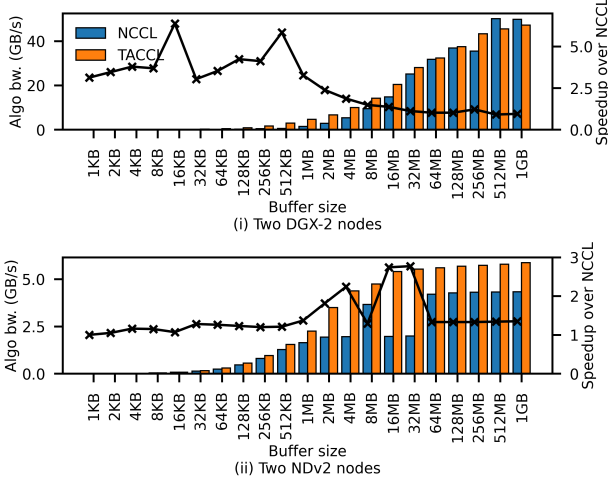 Algo bw. (GB/s)
40
20
0
NCCL
TACCL
5.0
2.5
0.0
Speedup over NCCL
1KB 2KB 4KB 8KB 16KB 32KB 64KB 128KB 256KB 512KB 1MB 2MB 4MB 8MB 16MB 32MB 64MB 128MB 256MB 512MB 1GB
Buffer size
(i) Two DGX-2 nodes
Algo bw. (GB/s)
5.0
2.5
0.0
3
2
1
0
Speedup over NCCL
1KB 2KB 4KB 8KB 16KB 32KB 64KB 128KB 256KB 512KB 1MB 2MB 4MB 8MB 16MB 32MB 64MB 128MB 256MB 512MB 1GB
Buffer size
(ii) Two NDv2 nodes